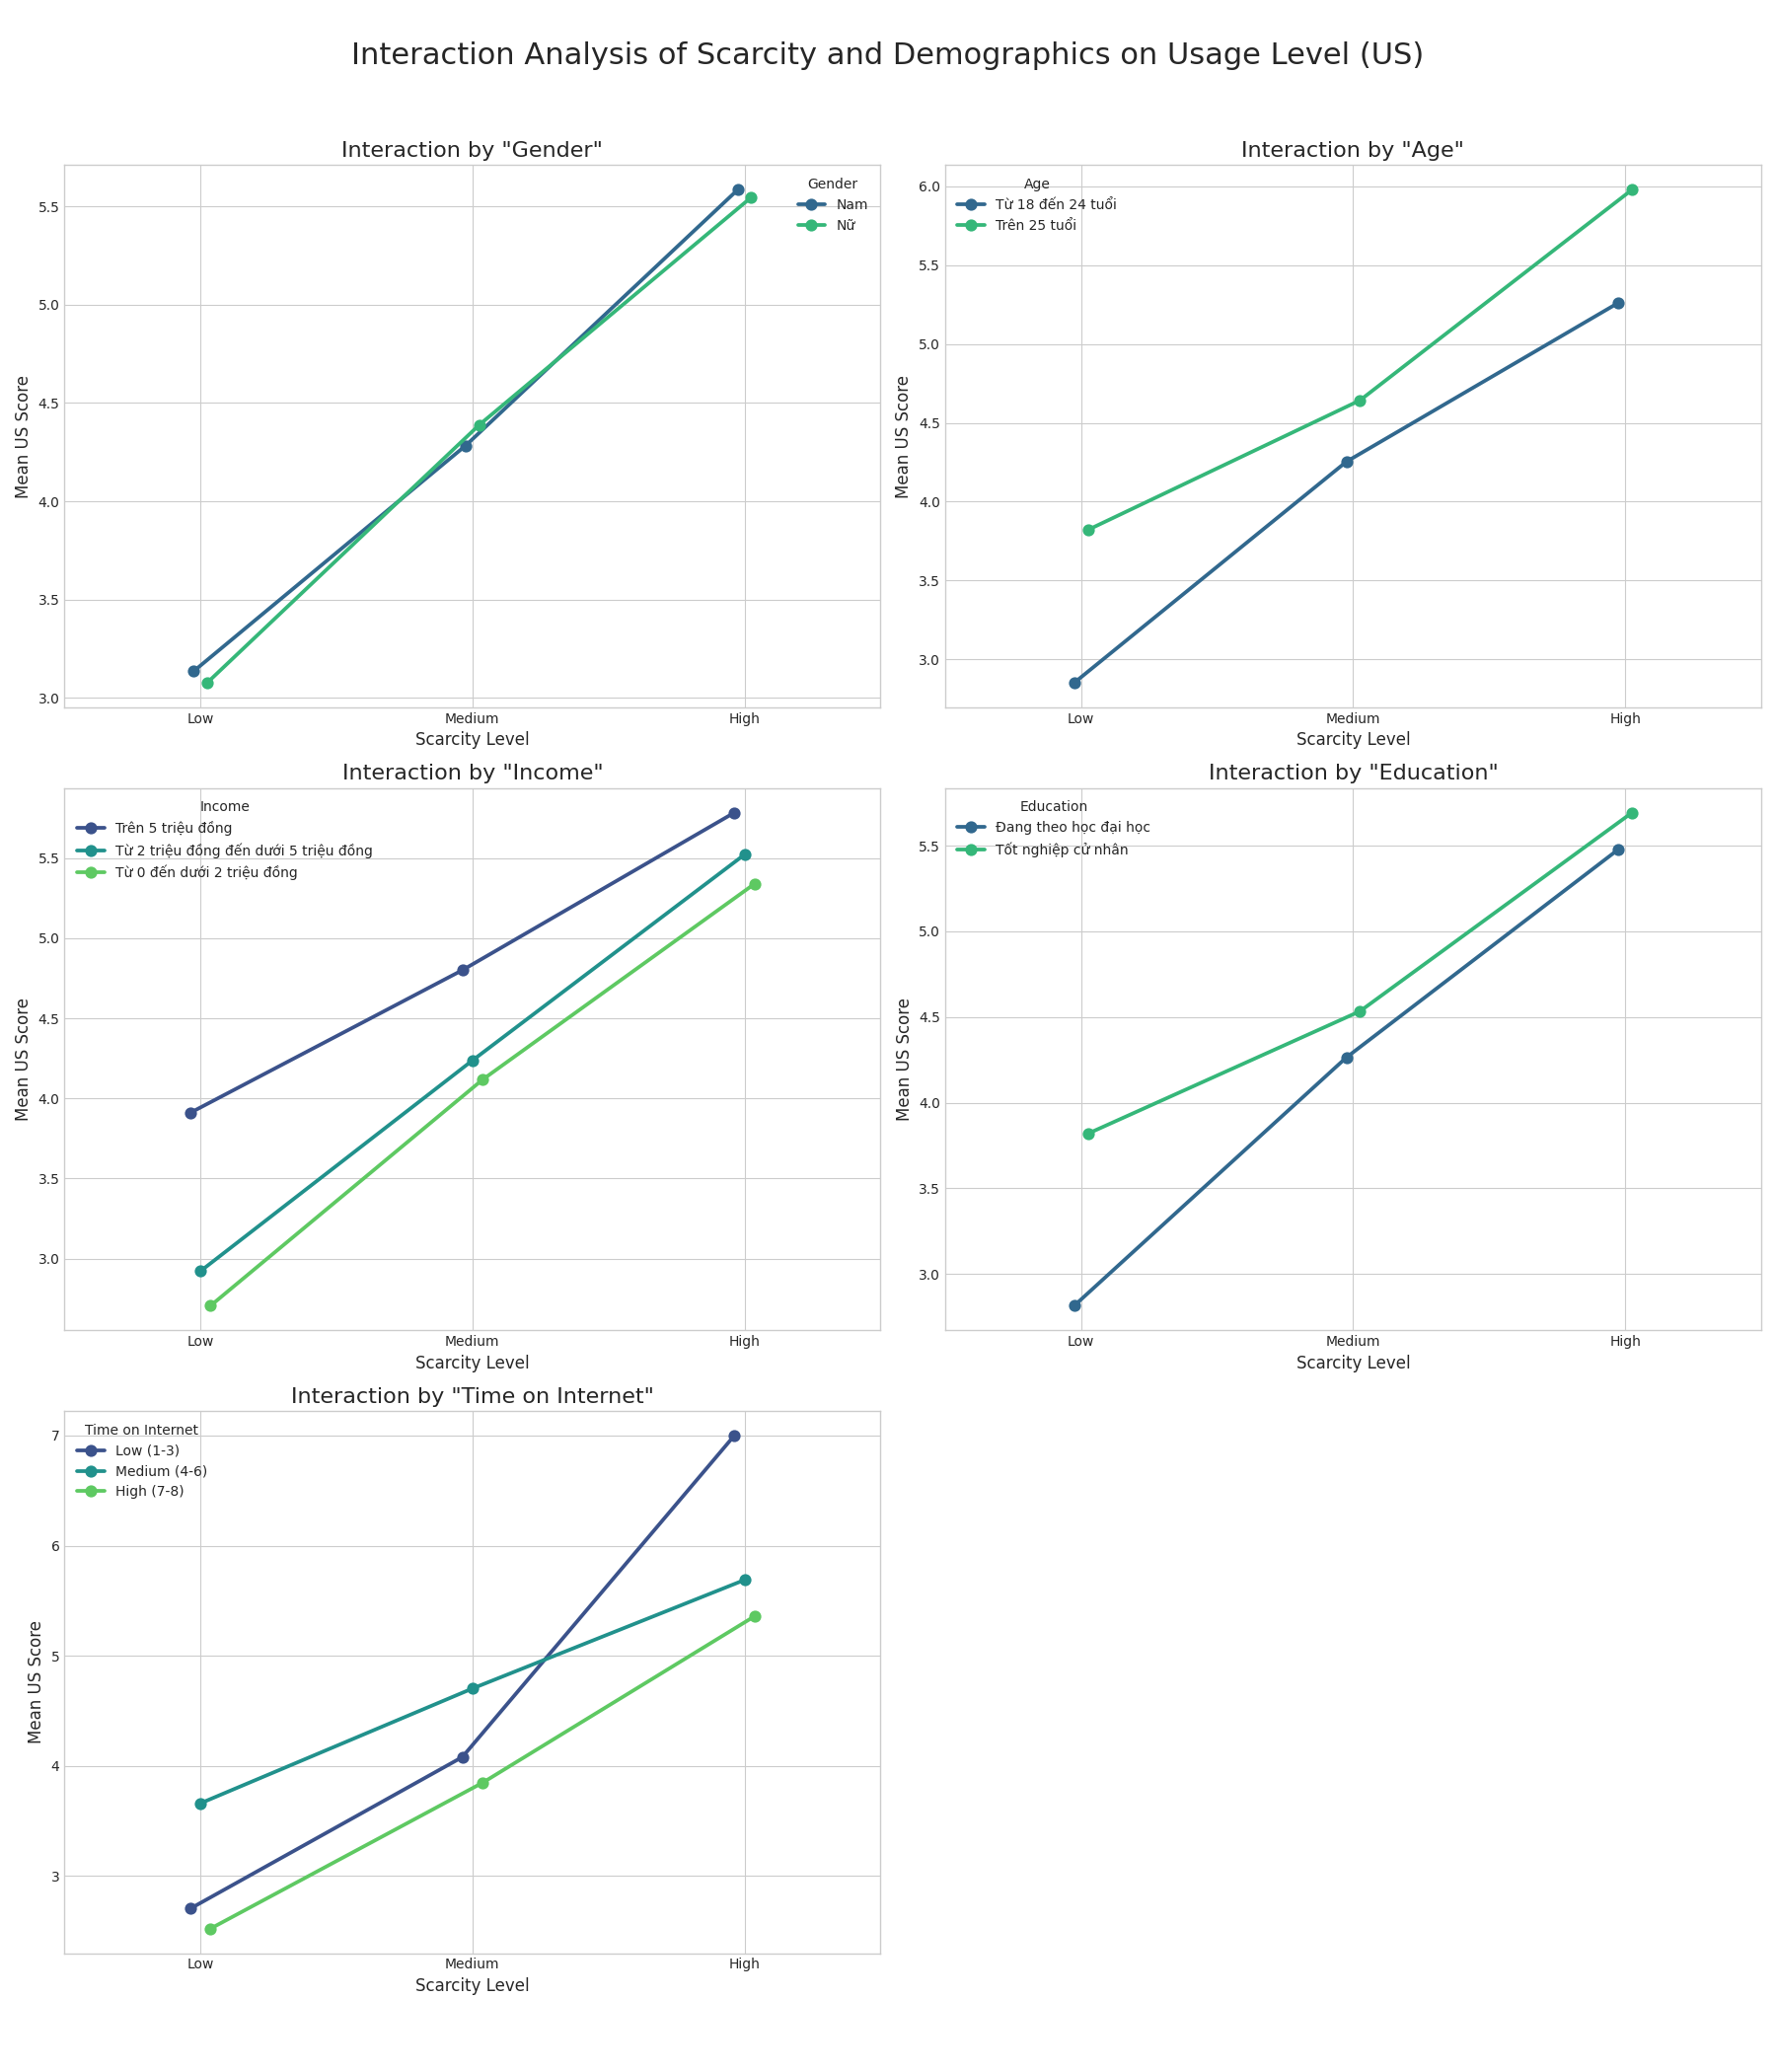 Interaction Analysis of Scarcity and Demographics on Usage Level (US)
Interaction by "Gender"
Mean US Score
5.5
5.0
4.5
4.0
3.5
3.0
Gender
Nam
Nữ
Low Medium High
Scarcity Level
Interaction by "Age"
Mean US Score
6.0
5.5
5.0
4.5
4.0
3.5
3.0
Age
Từ 18 đến 24 tuổi
Trên 25 tuổi
Low Medium High
Scarcity Level
Interaction by "Income"
Mean US Score
5.5
5.0
4.5
4.0
3.5
3.0
Income
Trên 5 triệu đồng
Từ 2 triệu đồng đến dưới 5 triệu đồng
Từ 0 đến dưới 2 triệu đồng
Low Medium High
Scarcity Level
Interaction by "Education"
Mean US Score
5.5
5.0
4.5
4.0
3.5
3.0
Education
Đang theo học đại học
Tốt nghiệp cử nhân
Low Medium High
Scarcity Level
Interaction by "Time on Internet"
Mean US Score
7
6
5
4
3
Time on Internet
Low (1-3)
Medium (4-6)
High (7-8)
Low Medium High
Scarcity Level